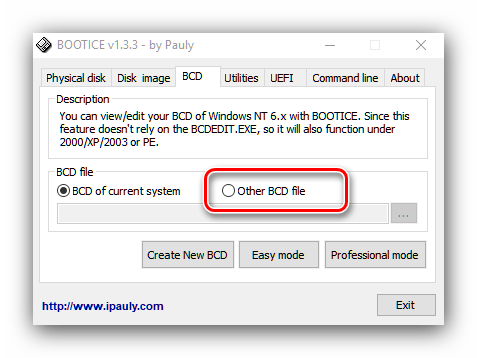 BOOTICE v1.3.3 - by Pauly
Physical disk Disk image BCD Utilities UEFI Command line About
Description
You can view/edit your BCD of Windows NT 6.x with BOOTICE. Since this
feature doesn't rely on the BCDEDIT.EXE, so it will also function under
2000/XP/2003 or PE.
BCD file
BCD of current system Other BCD file
...
Create New BCD Easy mode Professional mode
http://www.ipauly.com Exit